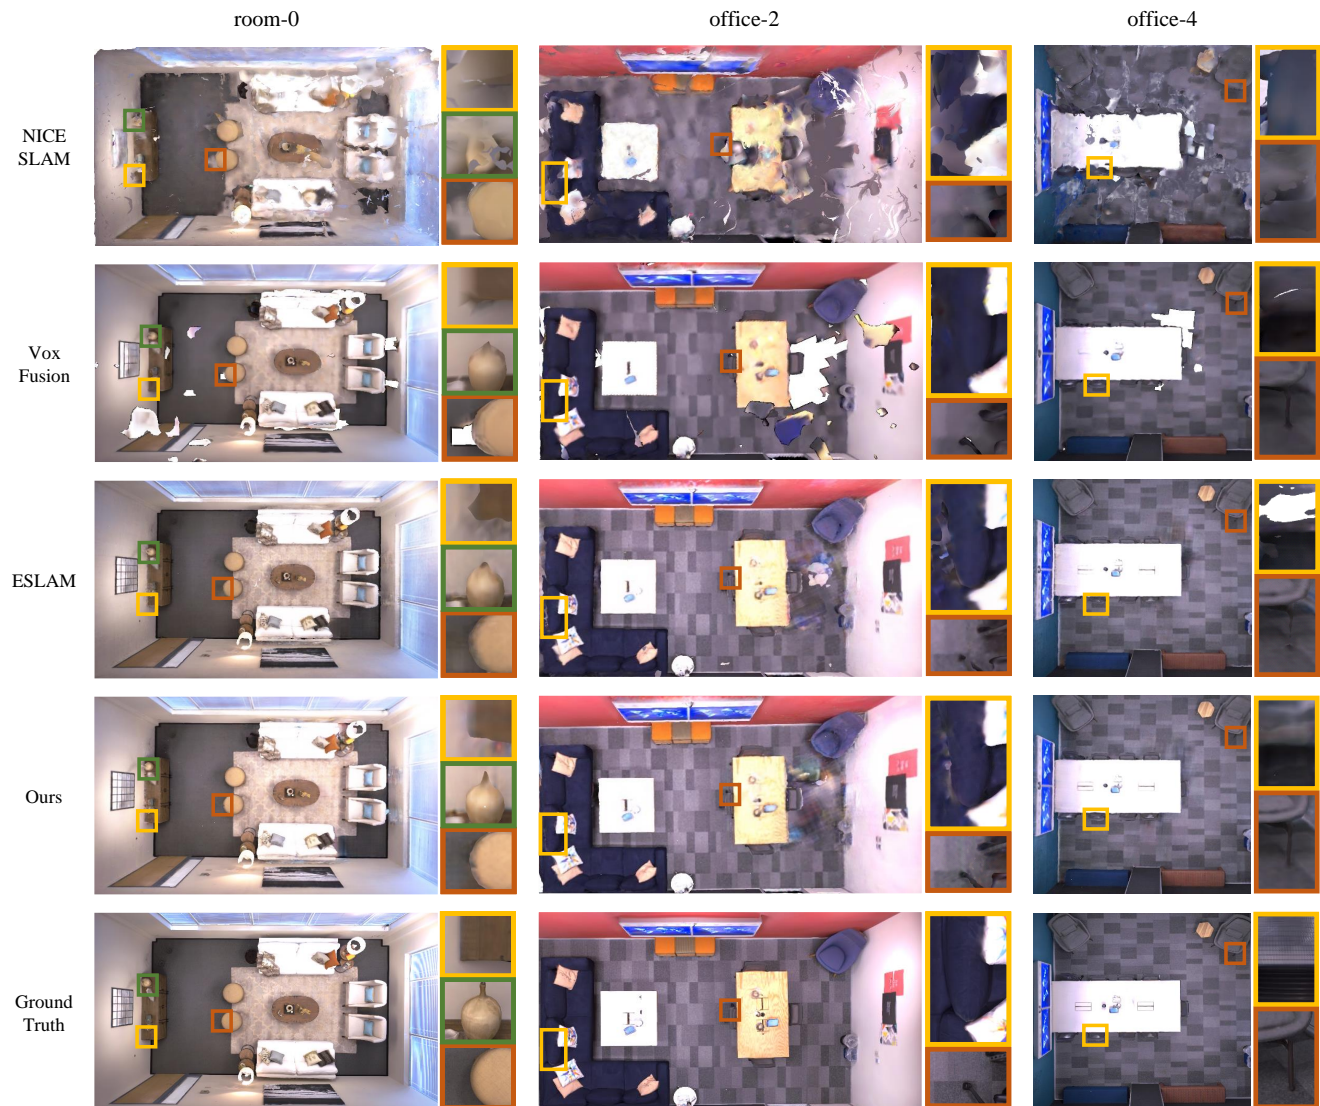 room-0
office-2
office-4
NICE
SLAM
Vox
Fusion
ESLAM
Ours
Ground
Truth